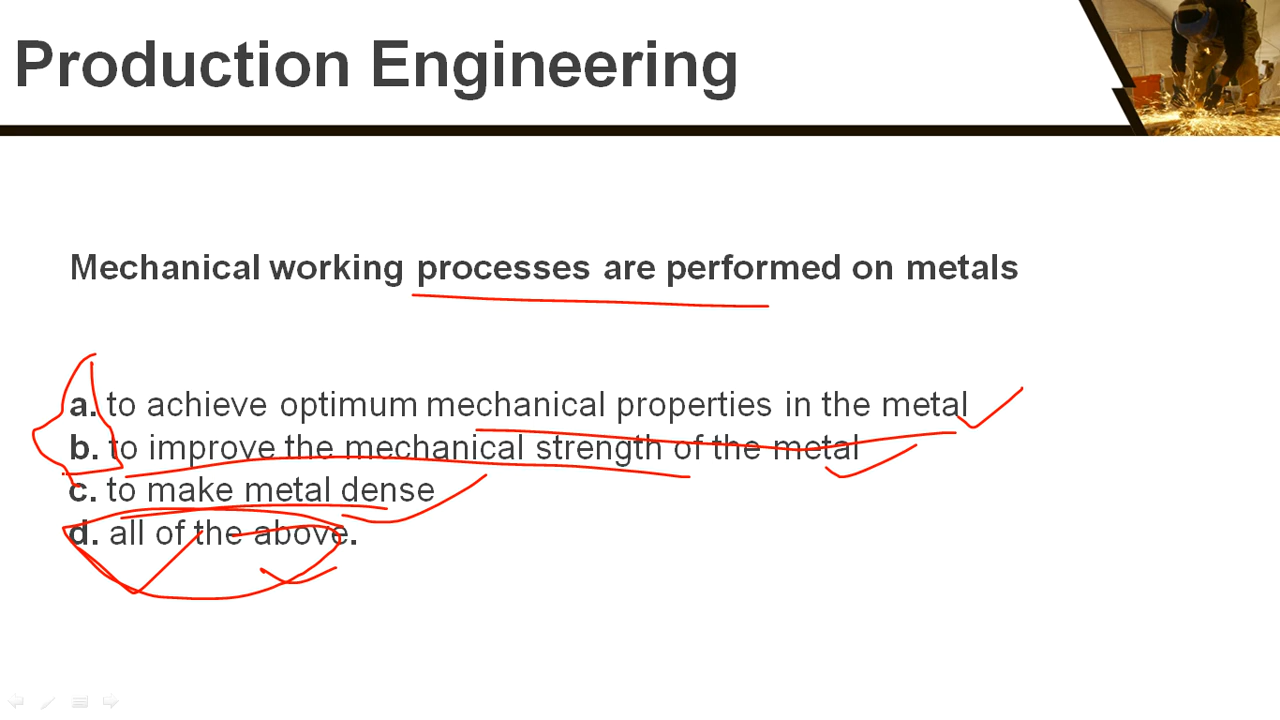 Production Engineering
Mechanical working processes are performed on metals
a. to achieve optimum mechanical properties in the metal
b. to improve the mechanical strength of the metal
c. to make metal dense
d. all of the above.